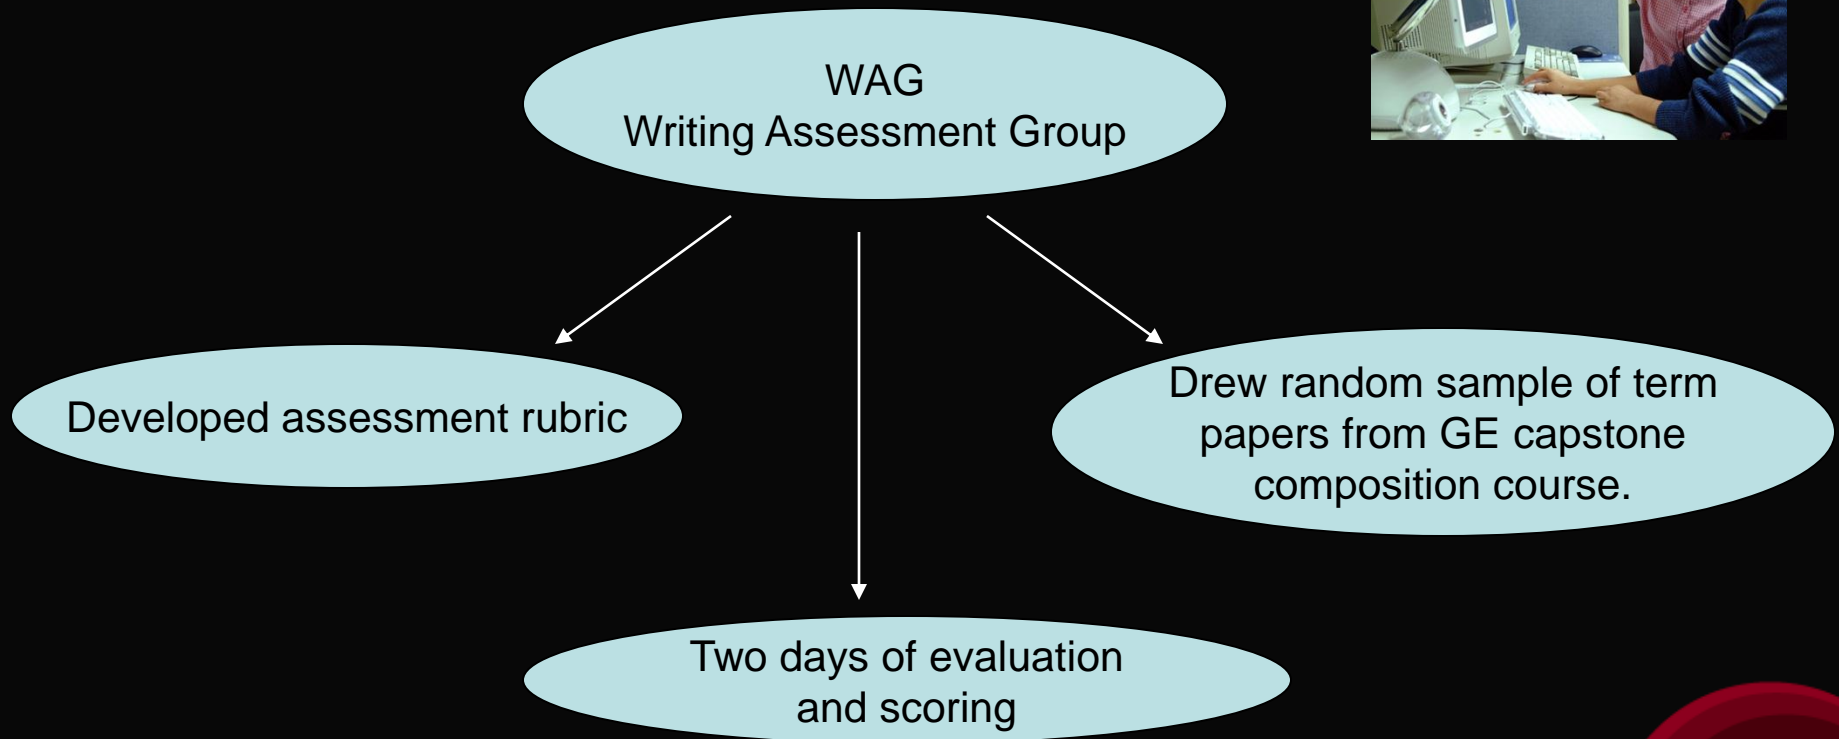 WAG
Writing Assessment Group
Developed assessment rubric
Drew random sample of term
papers from GE capstone
composition course.
Two days of evaluation
and scoring